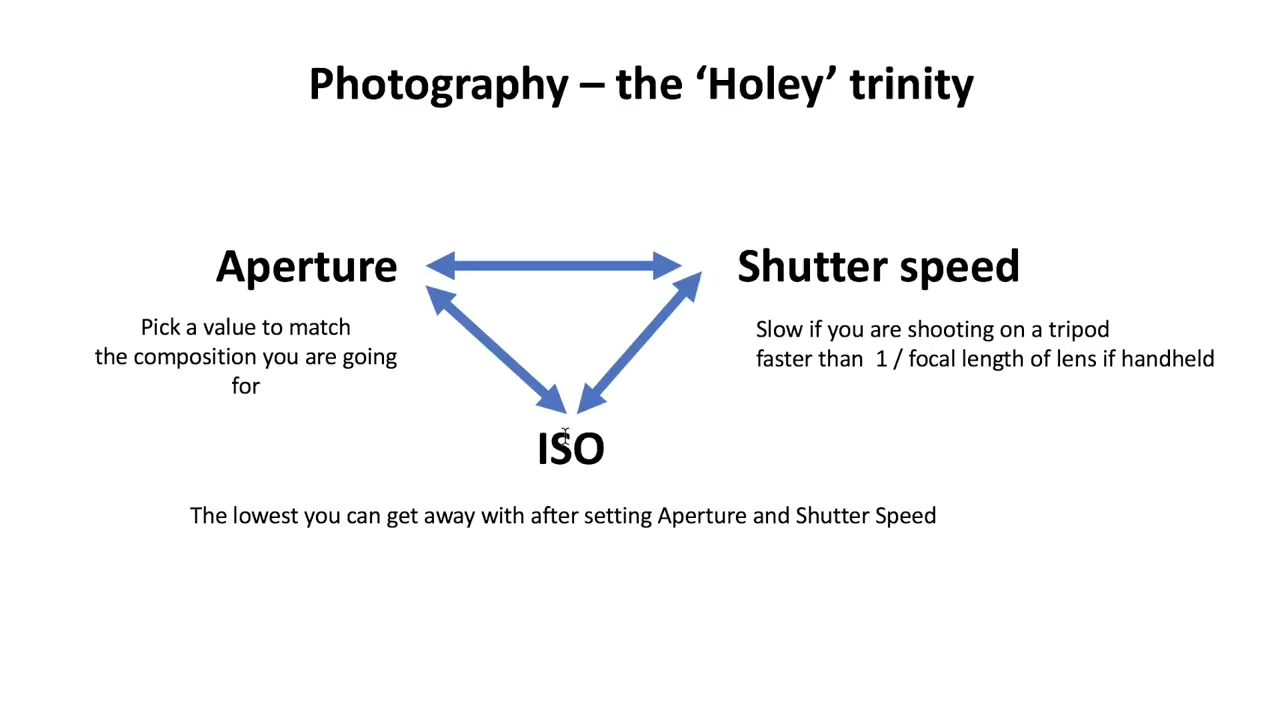 Photography – the ‘Holey’ trinity
Aperture
Shutter speed
Pick a value to match
the composition you are going
for
Slow if you are shooting on a tripod
faster than  1 / focal length of lens if handheld
ISO
The lowest you can get away with after setting Aperture and Shutter Speed